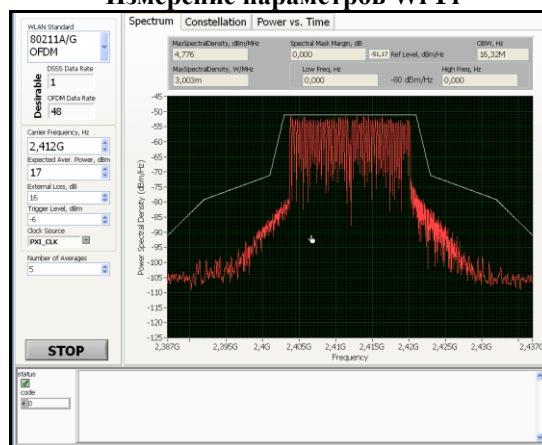 Измерение параметров Wi-Fi
WLAN Standard
80211A/G
OFDM
Desirable
DSSS Data Rate
1
OFDM Data Rate
48
Carrier Frequency, Hz
2,412G
Expected Aver. Power, dBm
17
External Loss, dB
16
Trigger Level, dBm
-6
Clock Source
PXI_CLK
Number of Averages
5
STOP
Spectrum Constellation Power vs. Time
MaxSpectralDensity, dBm/MHz
4,776
Spectral Mask Margin, dB
0,000
-51,17 Ref Level, dBm/Hz
OBW, Hz
16,32M
MaxSpectralDensity, W/MHz
3,003m
Low Freq, Hz
0,000
-80 dBm/Hz
High Freq, Hz
0,000
Power Spectral Density (dBm/Hz)
-45
-50
-55
-60
-65
-70
-75
-80
-85
-90
-95
-100
-105
-110
-115
-120
-125
2,387G 2,395G 2,4G 2,405G 2,41G 2,415G 2,42G 2,425G 2,43G 2,437G
Frequency
status
code
0